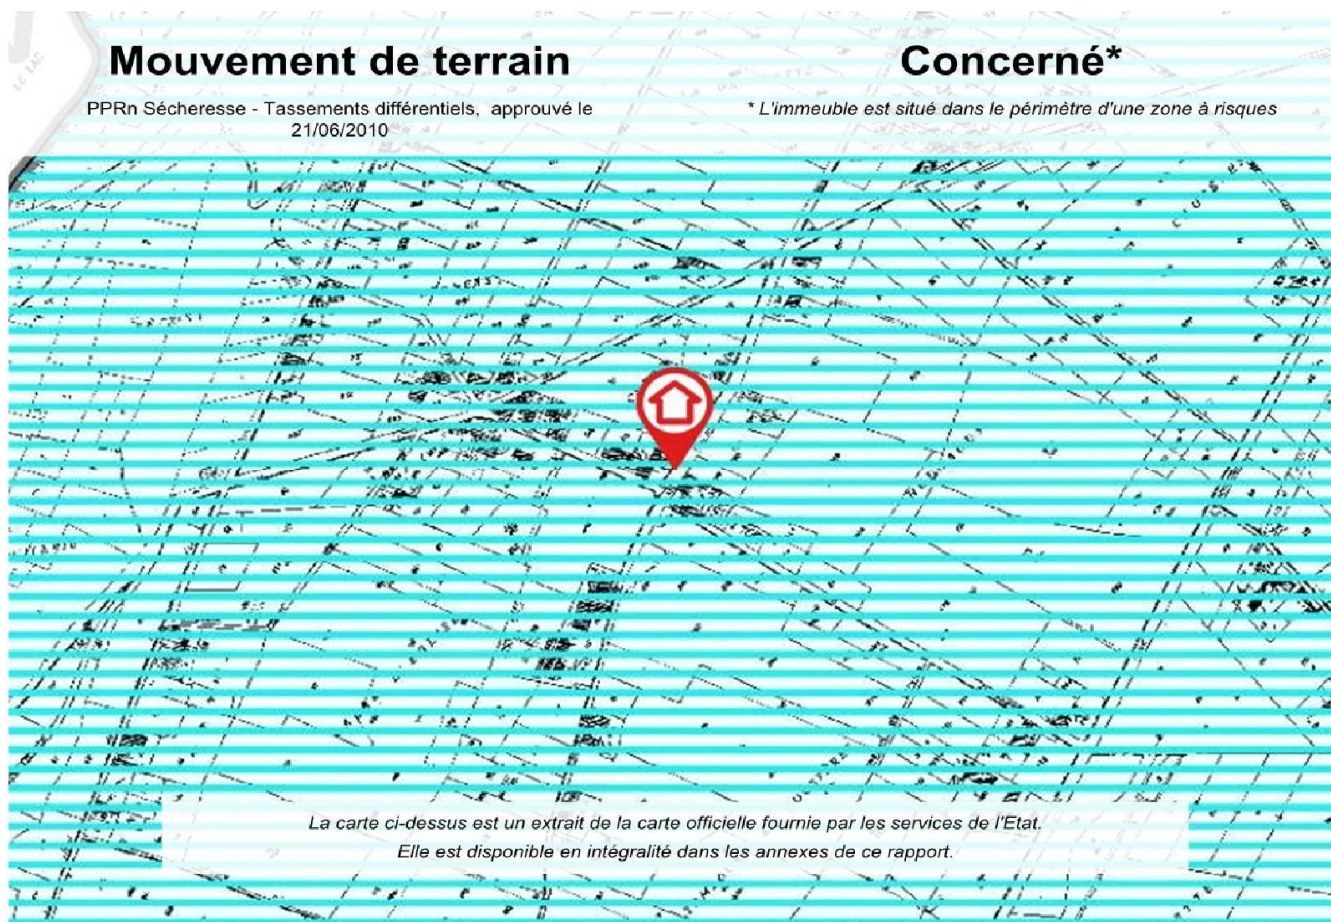 Mouvement de terrain
Concerné*
PPRn Sécheresse - Tassements différentiels, approuvé le
21/06/2010
* L'immeuble est situé dans le périmètre d'une zone à risques
La carte ci-dessus est un extrait de la carte officielle fournie par les services de l'Etat.
Elle est disponible en intégralité dans les annexes de ce rapport.